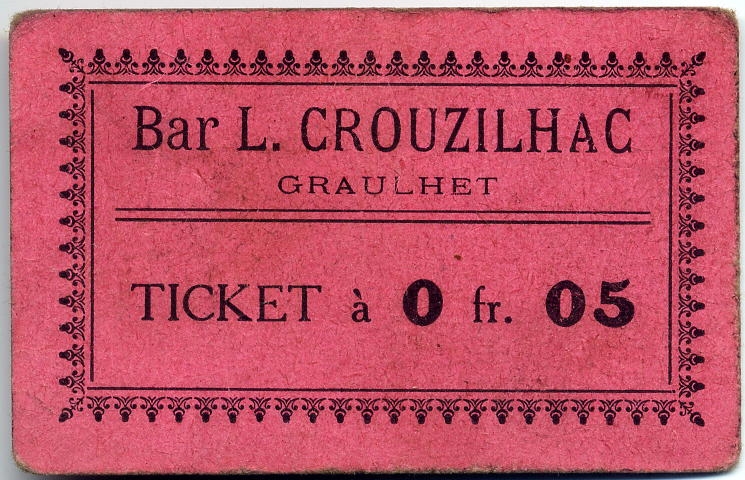 Bar L. CROUZILHAC
GRAULHET
TICKET à 0 fr. 05